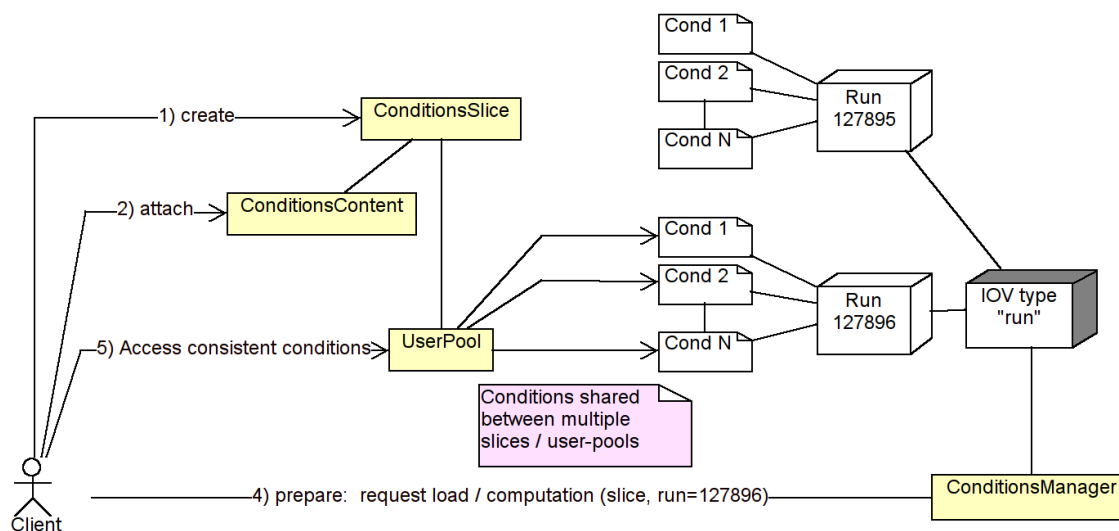 Cond 1
Cond 2
Cond N
Run
127895
1) create
ConditionsSlice
2) attach
ConditionsContent
Cond 1
Cond 2
Cond N
Run
127896
IOV type
"run"
5) Access consistent conditions
UserPool
Conditions shared
between multiple
slices / user-pools
4) prepare:  request load / computation (slice, run=127896)
ConditionsManager
Client